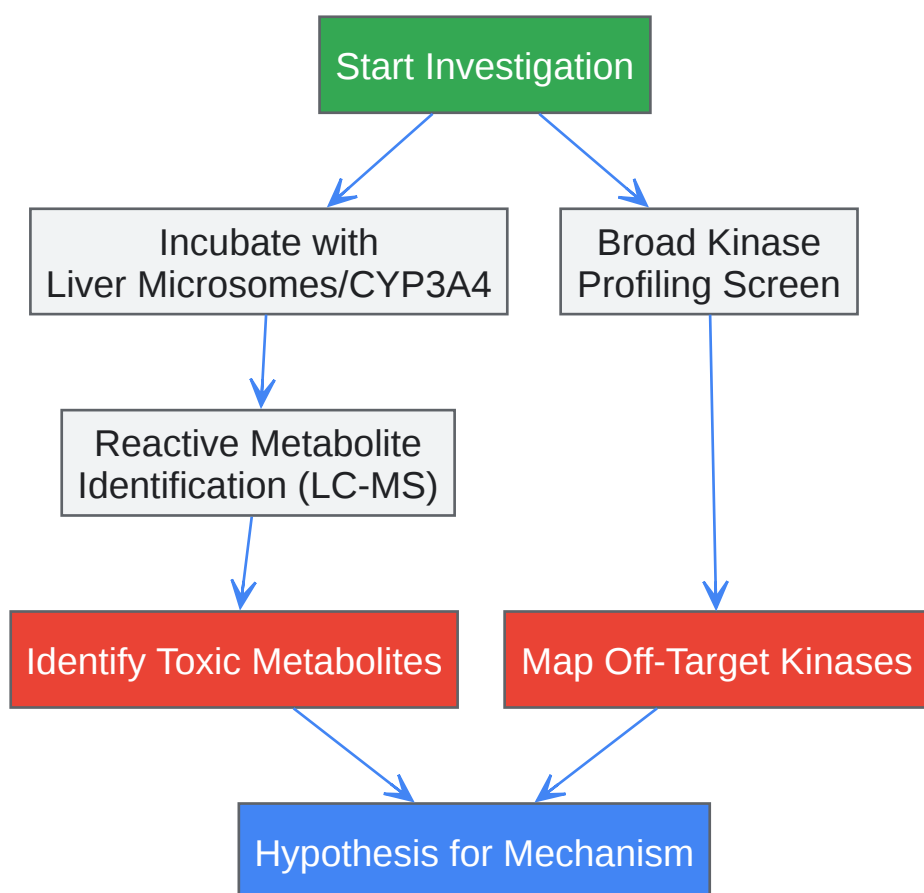 Start Investigation
Incubate with
Liver Microsomes/CYP3A4
Broad Kinase
Profiling Screen
Reactive Metabolite
Identification (LC-MS)
Identify Toxic Metabolites
Map Off-Target Kinases
Hypothesis for Mechanism